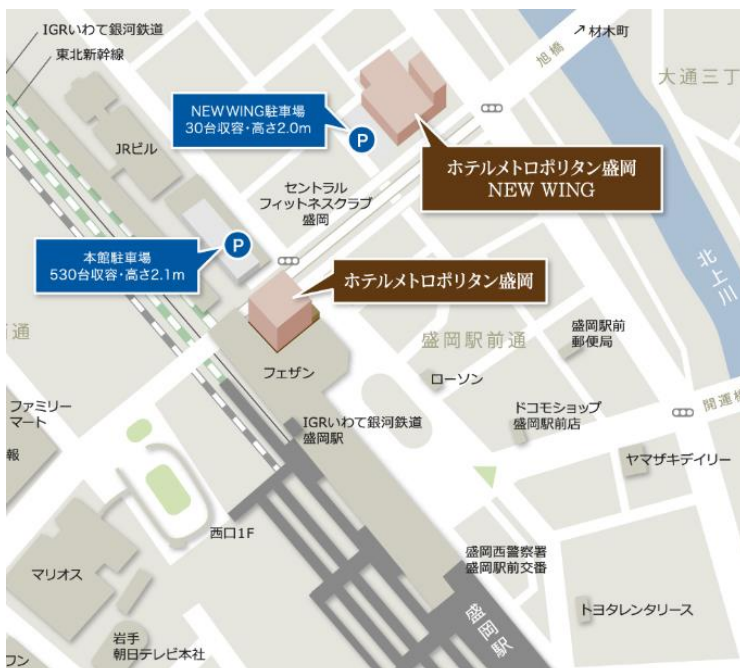 IGRいわて銀河鉄道
東北新幹線
↗材木町
旭橋
大通三丁
NEW WING駐車場
30台収容・高さ2.0m
P
JRビル
ホテルメトロポリタン盛岡
NEW WING
セントラル
フィットネスクラブ
盛岡
本館駐車場
530台収容・高さ2.1m
P
ホテルメトロポリタン盛岡
北上川
通
盛岡駅前通
盛岡駅前
郵便局
フェザン
ローソン
ファミリー
マート
ドコモショップ
盛岡駅前店
開運橋
IGRいわて銀河鉄道
盛岡駅
報
ヤマザキデイリー
西口1F
盛岡西警察署
盛岡駅前交番
マリオス
盛岡駅
トヨタレンタリース
岩手
朝日テレビ本社
フン